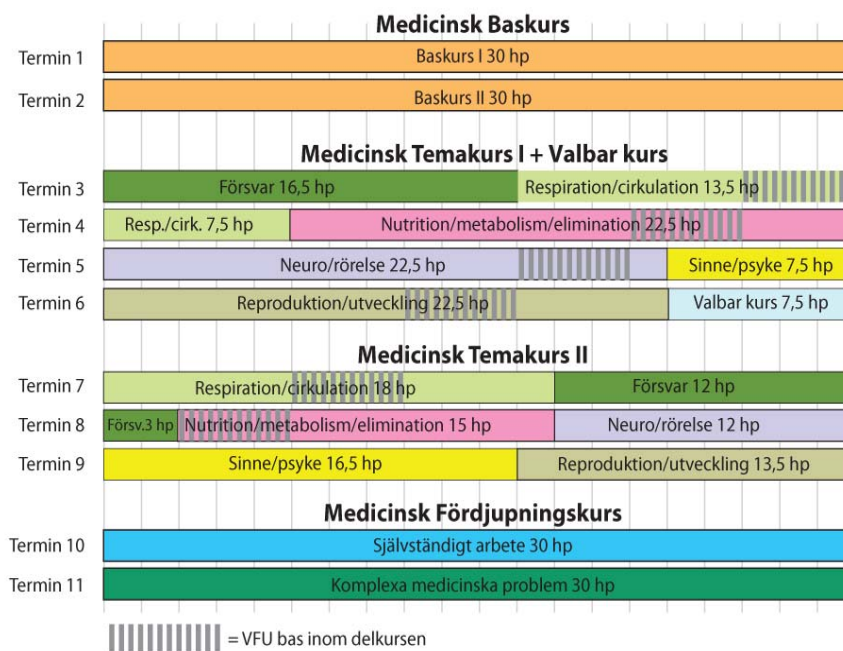 Medicinsk Baskurs
Termin 1 Baskurs I 30 hp
Termin 2 Baskurs II 30 hp
Medicinsk Temakurs I + Valbar kurs
Termin 3 Försvar 16,5 hp Respiration/cirkulation 13,5 hp
Termin 4 Resp./cirk. 7,5 hp Nutrition/metabolism/elimination 22,5 hp
Termin 5 Neuro/rörelse 22,5 hp Sinne/psyke 7,5 hp
Termin 6 Reproduktion/utveckling 22,5 hp Valbar kurs 7,5 hp
Medicinsk Temakurs II
Termin 7 Respiration/cirkulation 18 hp Försvar 12 hp
Termin 8 Försv.3 hp Nutrition/metabolism/elimination 15 hp Neuro/rörelse 12 hp
Termin 9 Sinne/psyke 16,5 hp Reproduktion/utveckling 13,5 hp
Medicinsk Fördjupningskurs
Termin 10 Självständigt arbete 30 hp
Termin 11 Komplexa medicinska problem 30 hp
= VFU bas inom delkursen